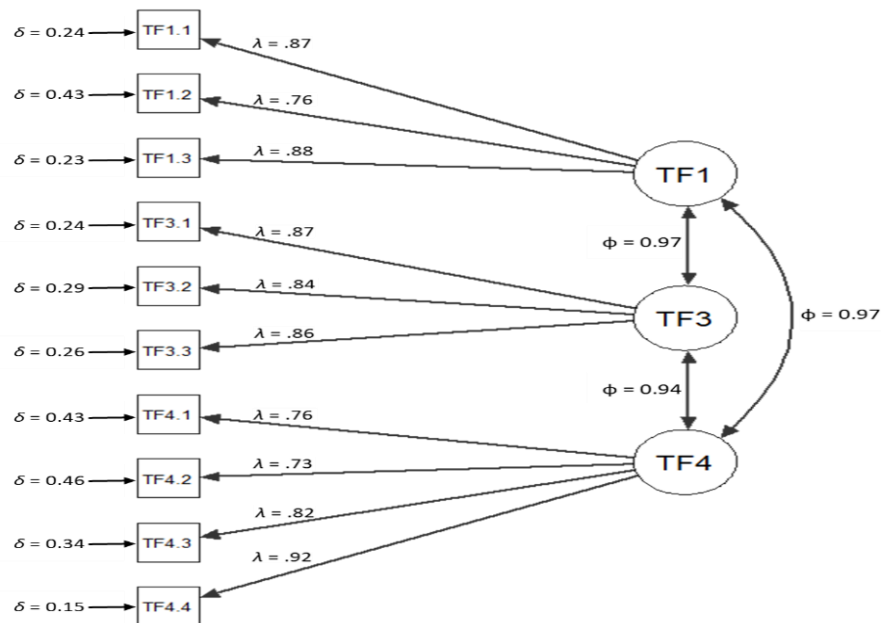 δ = 0.24 TF1.1 λ = .87
δ = 0.43 TF1.2 λ = .76
δ = 0.23 TF1.3 λ = .88
TF1
δ = 0.24 TF3.1 λ = .87
ϕ = 0.97
δ = 0.29 TF3.2 λ = .84
TF3
ϕ = 0.97
δ = 0.26 TF3.3 λ = .86
ϕ = 0.94
δ = 0.43 TF4.1 λ = .76
TF4
δ = 0.46 TF4.2 λ = .73
δ = 0.34 TF4.3 λ = .82
λ = .92
δ = 0.15 TF4.4